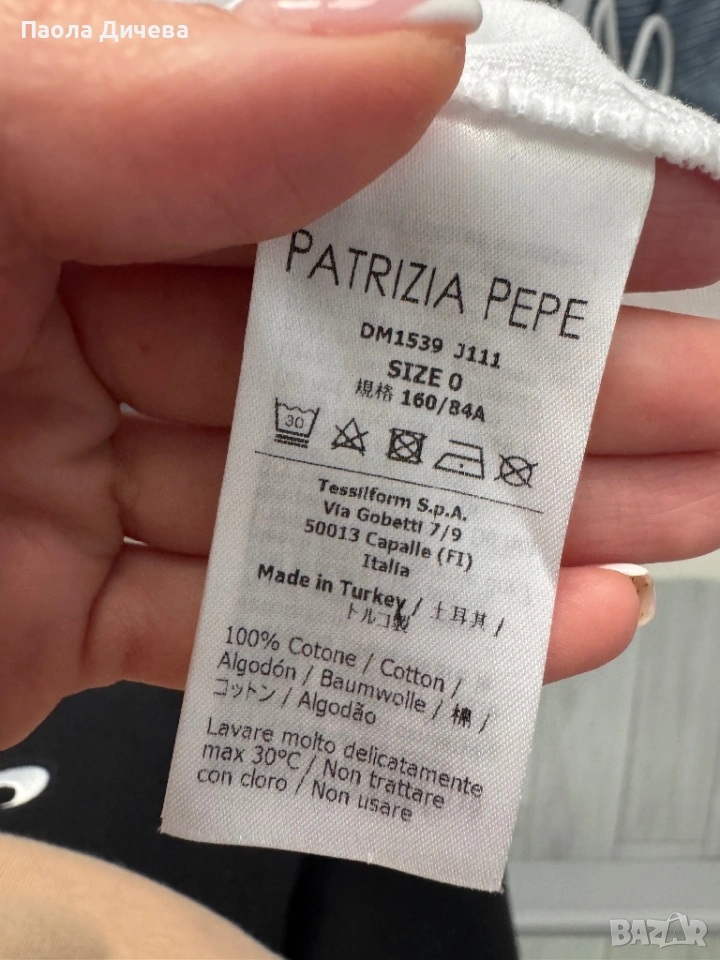 Паола Дичева
PATRIZIA PEPE
DM1539 J111
SIZE 0
規格 160/84A
30
Tessilform S.p.A.
Via Gobetti 7/9
50013 Capalle (FI)
Italia
Made in Turkey / 土耳其 /
トルコ製
100% Cotone / Cotton /
Algodón / Baumwolle / 棉 /
コットン / Algodão
Lavare molto delicatamente
max 30°C / Non trattare
con cloro / Non usare
BAZAR